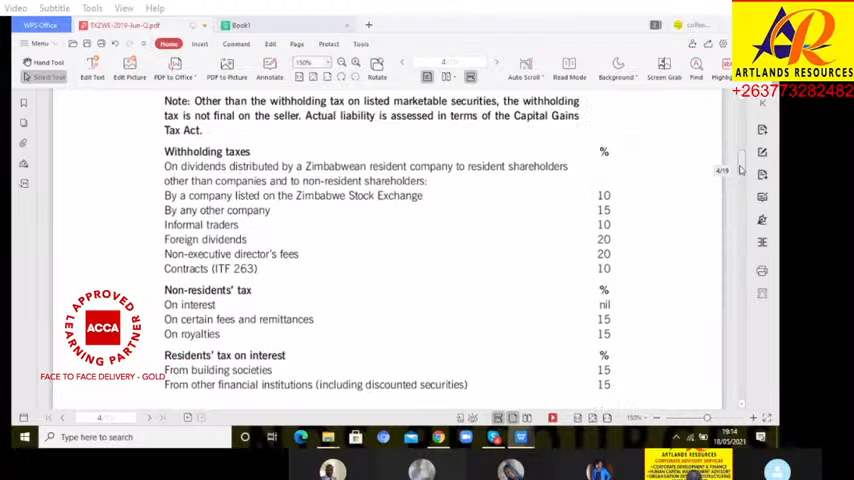 Video Subtitle Tools View Help
WPS-Office TXZWE-2019-Jun-Q.pdf Book1
Menu Home Insert Comment Edit Page Protect Tools
Hand Tool 150%
Select Tool Edit Text Edit Picture PDF to Office PDF to Picture Annotate Rotate Auto Scroll Read Mode Background Screen Grab Find
ARTLANDS RESOURCES
+263773282482
Note: Other than the withholding tax on listed marketable securities, the withholding
tax is not final on the seller. Actual liability is assessed in terms of the Capital Gains
Tax Act.
Withholding taxes %
On dividends distributed by a Zimbabwean resident company to resident shareholders
other than companies and to non-resident shareholders:
By a company listed on the Zimbabwe Stock Exchange 10
By any other company 15
Informal traders 10
Foreign dividends 20
Non-executive director's fees 20
Contracts (ITF 263) 10
Non-residents' tax %
On interest nil
On certain fees and remittances 15
On royalties 15
Residents' tax on interest %
From building societies 15
From other financial institutions (including discounted securities) 15
4/19
APPROVED
LEARNING PARTNER
ACCA
FACE TO FACE DELIVERY - GOLD
150%
Type here to search
19:14
18/05/2021
ARTLANDS RESOURCES
CORPORATE ADVISORY SERVICES